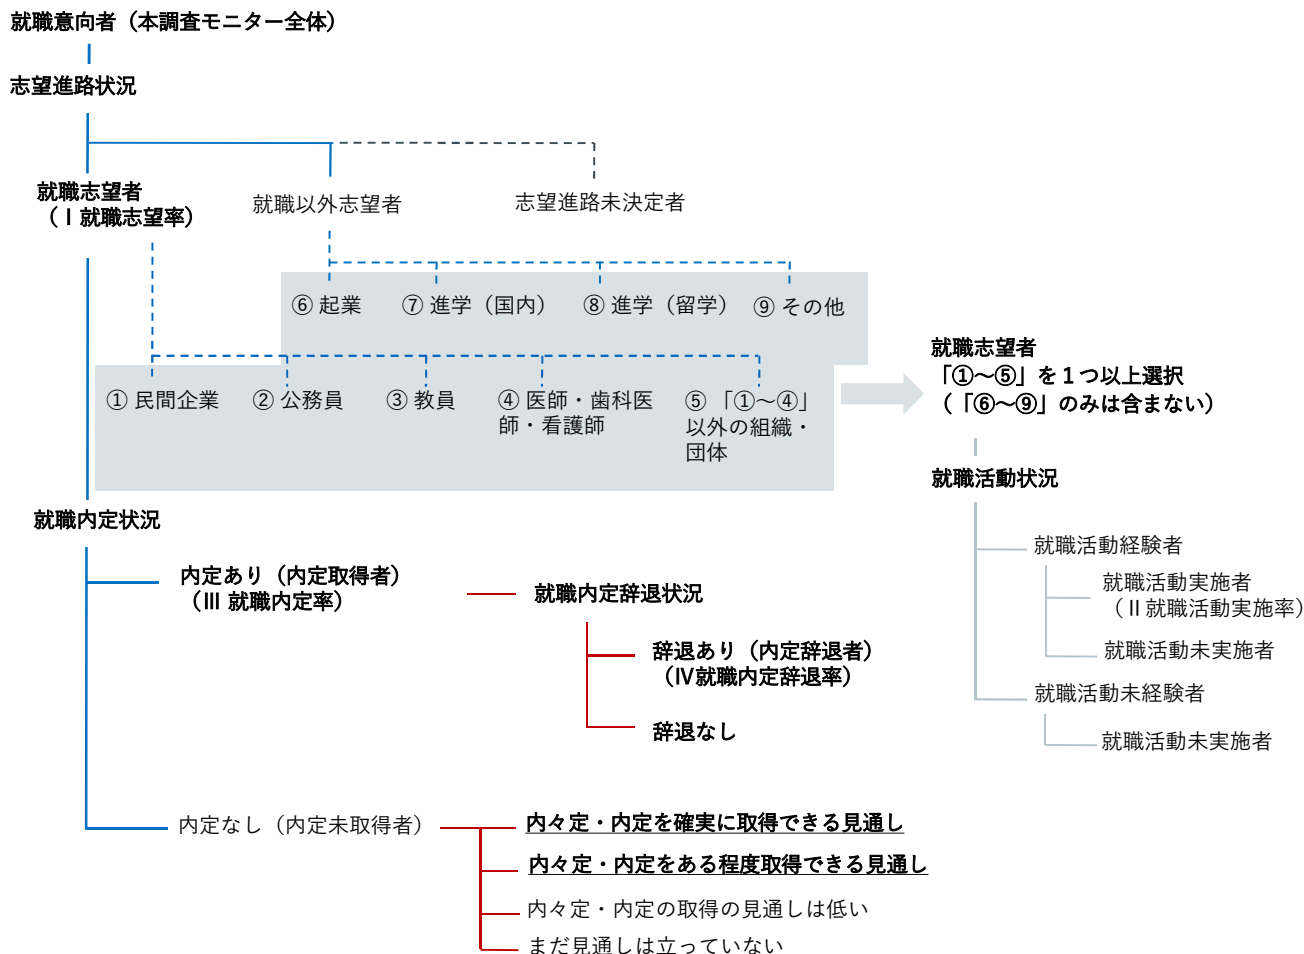 就職意向者（本調査モニター全体）
志望進路状況
就職志望者
（Ⅰ就職志望率）
就職以外志望者
志望進路未決定者
⑥ 起業
⑦ 進学（国内）
⑧ 進学（留学）
⑨ その他
① 民間企業
② 公務員
③ 教員
④ 医師・歯科医
師・看護師
⑤ 「①～④」
以外の組織・
団体
就職志望者
「①～⑤」を１つ以上選択
（「⑥～⑨」のみは含まない）
就職活動状況
就職活動経験者
就職活動実施者
（Ⅱ就職活動実施率）
就職活動未実施者
就職活動未経験者
就職活動未実施者
就職内定状況
内定あり（内定取得者）
（Ⅲ 就職内定率）
就職内定辞退状況
辞退あり（内定辞退者）
（Ⅳ就職内定辞退率）
辞退なし
内定なし（内定未取得者）
内々定・内定を確実に取得できる見通し
内々定・内定をある程度取得できる見通し
内々定・内定の取得の見通しは低い
まだ見通しは立っていない